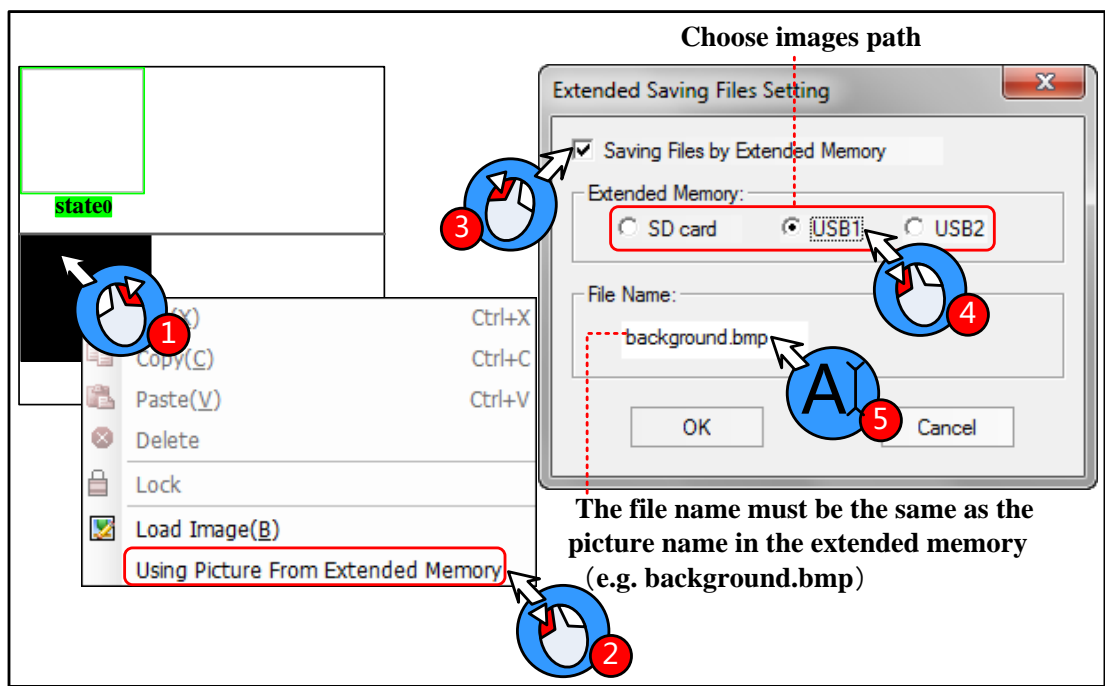 Choose images path
Extended Saving Files Setting
Saving Files by Extended Memory
Extended Memory:
SD card USB1 USB2
File Name:
background.bmp
OK Cancel
The file name must be the same as the
picture name in the extended memory
（e.g. background.bmp）
state0
(X) Ctrl+X
Copy(C) Ctrl+C
Paste(V) Ctrl+V
Delete
Lock
Load Image(B)
Using Picture From Extended Memory
1
2
3
4
5
A